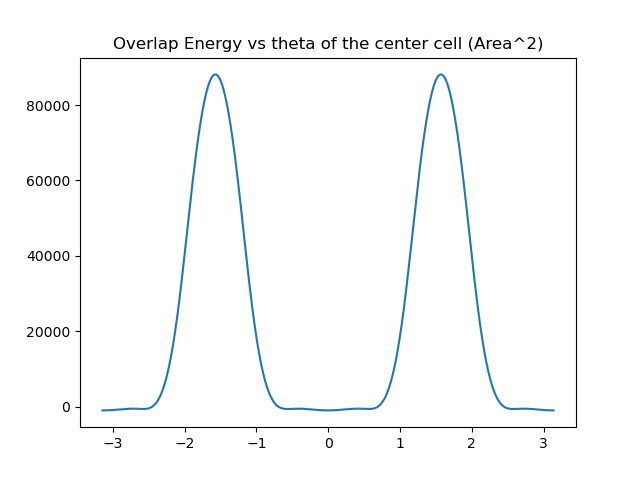 Overlap Energy vs theta of the center cell (Area^2)
80000
60000
40000
20000
0
−3 −2 −1 0 1 2 3